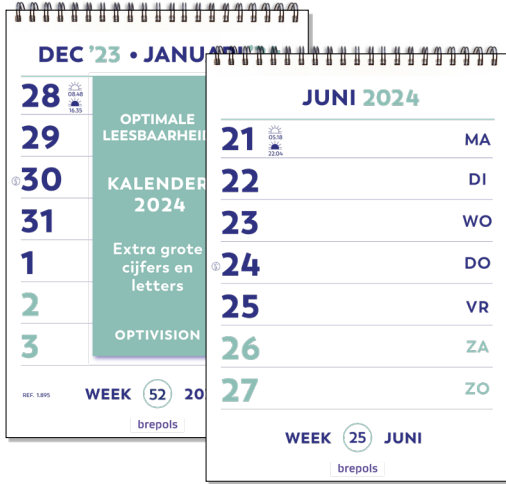 DEC '23 • JANUA
28 08.48
16.35
29
30
31
1
2
3
OPTIMALE
LEESBAARHEID
KALENDER
2024
Extra grote
cijfers en
letters
OPTIVISION
REF. 1.895
WEEK 52 20
brepols
JUNI 2024
21 05.18 MA
22.04
22 DI
23 WO
24 DO
25 VR
26 ZA
27 ZO
WEEK 25 JUNI
brepols